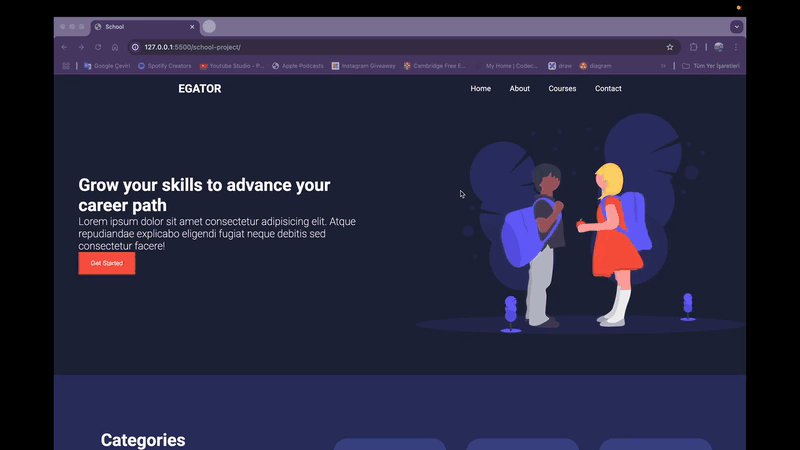 School
127.0.0.1:5500/school-project/
Google Çeviri
Spotify Creators
YouTube Studio - P...
Apple Podcasts
Instagram Giveaway
Cambridge Free E...
My Home | Codec...
draw
diagram
»
Tüm Yer İşaretleri
EGATOR
Home
About
Courses
Contact
Grow your skills to advance your
career path
Lorem ipsum dolor sit amet consectetur adipisicing elit. Atque
repudiandae explicabo eligendi fugiat neque debitis sed
consectetur facere!
Get Started
Categories